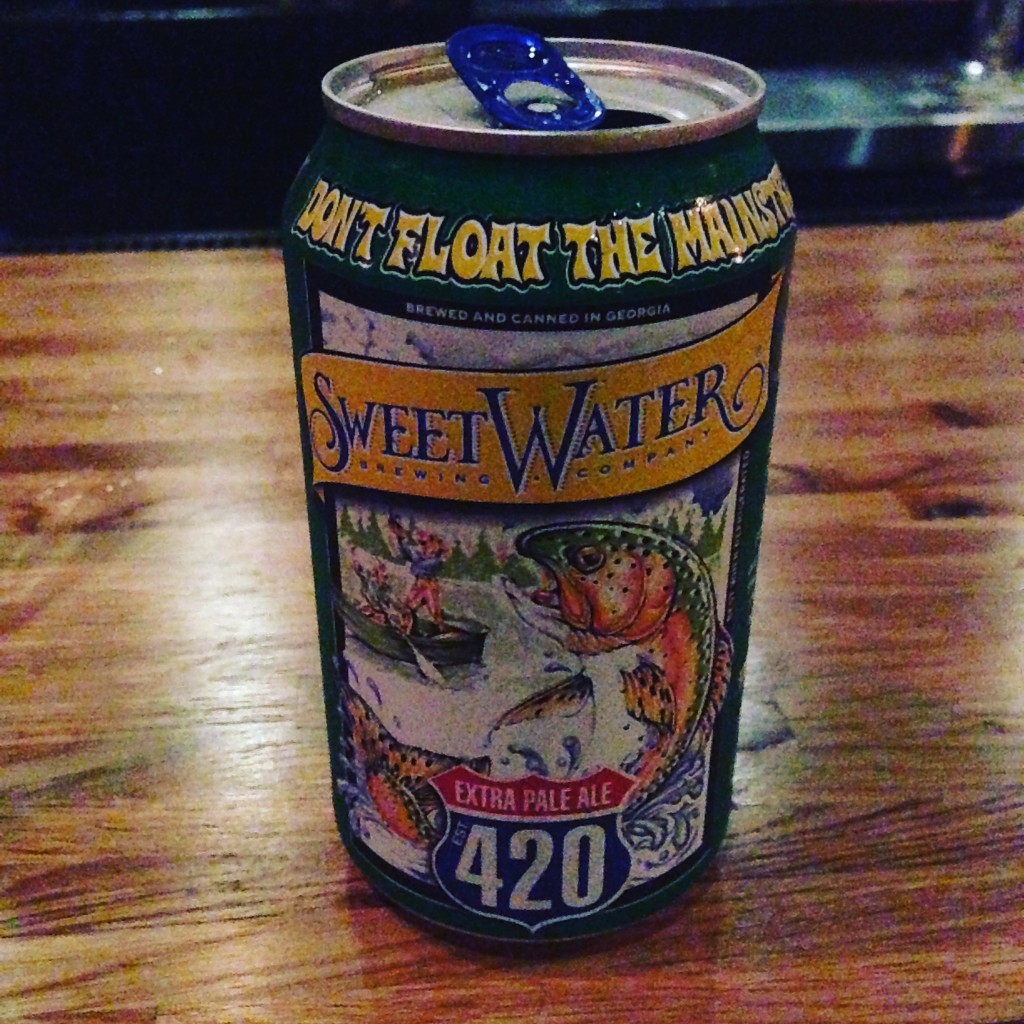 DON'T FLOAT THE MAINST
BREWED AND CANNED IN GEORGIA
SWEETWATER
BREWING · COMPANY
EXTRA PALE ALE
EST
420